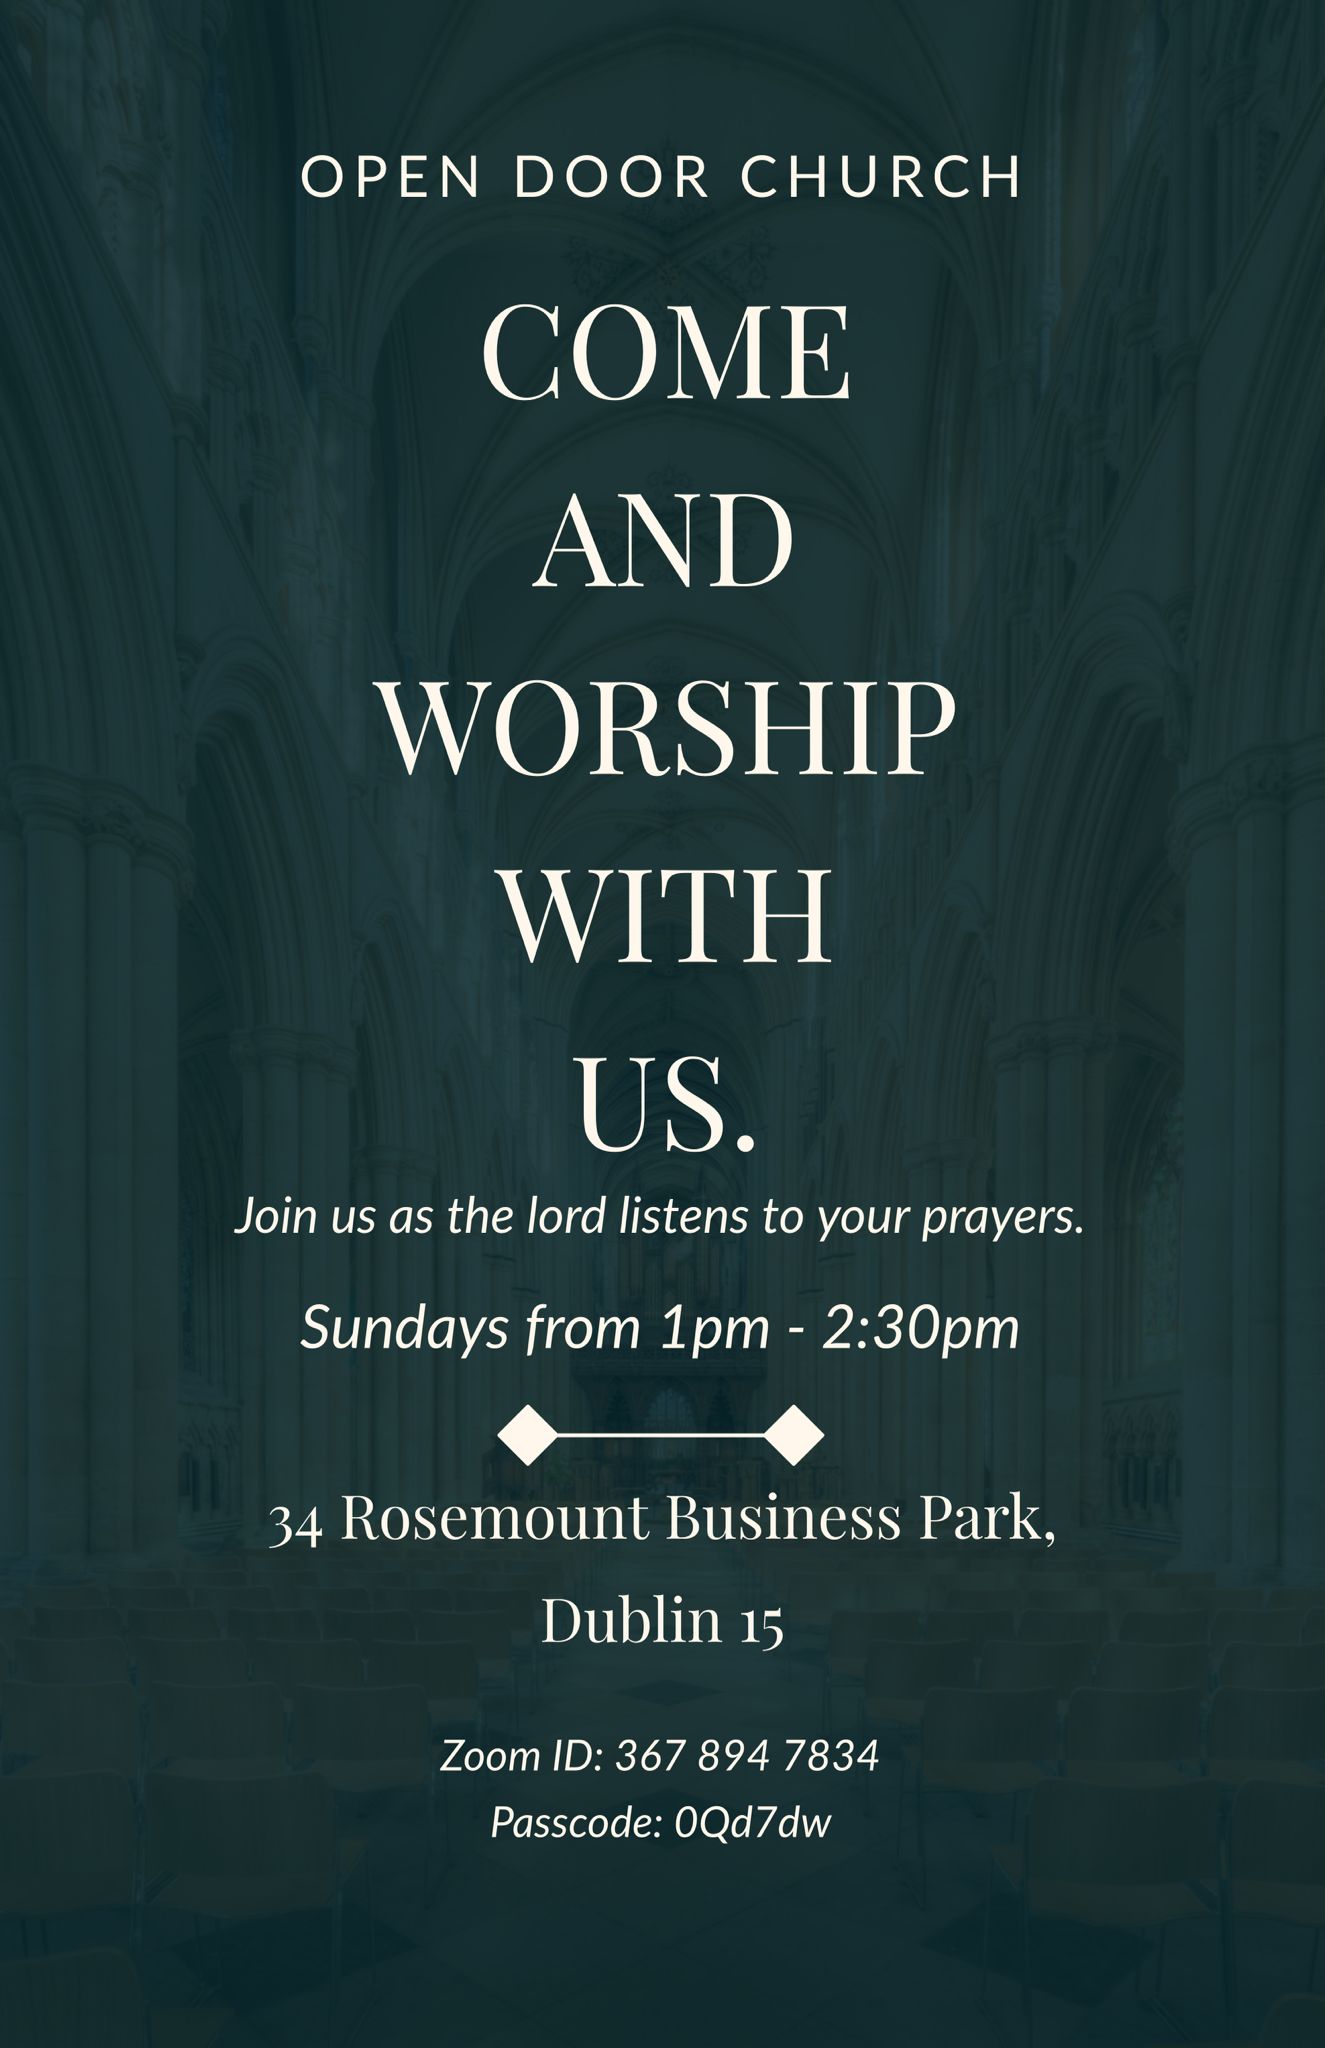 OPEN DOOR CHURCH
COME
AND
WORSHIP
WITH
US.
Join us as the lord listens to your prayers.
Sundays from 1pm - 2:30pm
34 Rosemount Business Park,
Dublin 15
Zoom ID: 367 894 7834
Passcode: 0Qd7dw